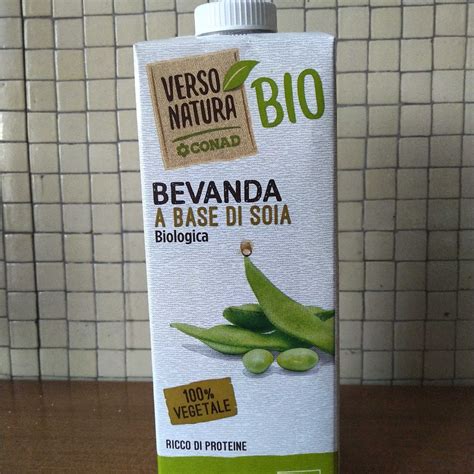 VERSO
NATURA
CONAD
BIO
BEVANDA
A BASE DI SOIA
Biologica
100%
VEGETALE
RICCO DI PROTEINE